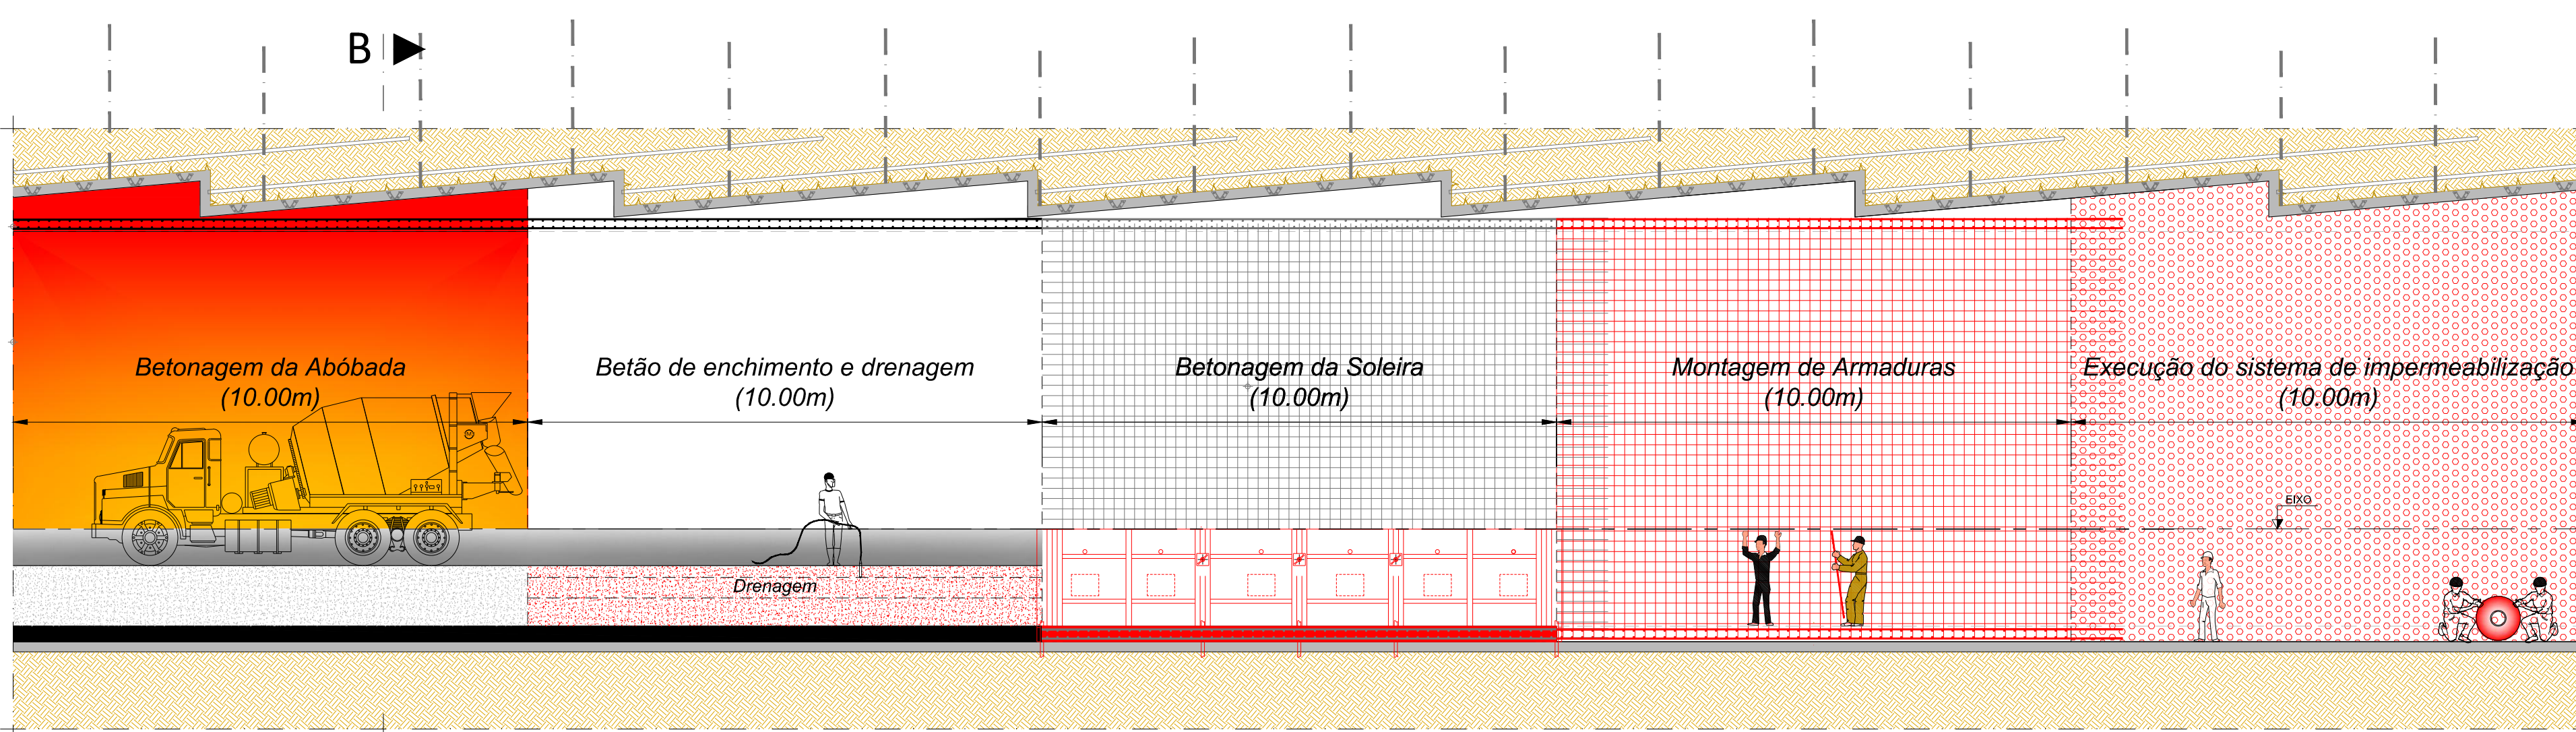 B
Betonagem da Abóbada
(10.00m)
Betão de enchimento e drenagem
(10.00m)
Betonagem da Soleira
(10.00m)
Montagem de Armaduras
(10.00m)
Execução do sistema de impermeabilização
(10.00m)
EIXO
Drenagem